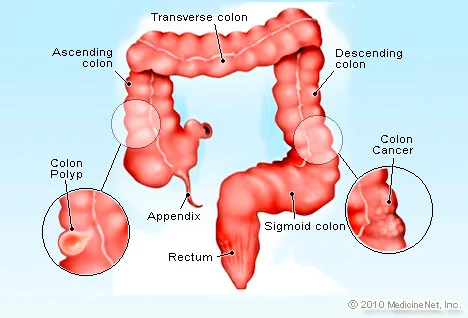 Transverse colon
Ascending
colon
Descending
colon
Colon
Cancer
Colon
Polyp
Appendix
Sigmoid colon
Rectum
© 2010 MedicineNet, Inc.